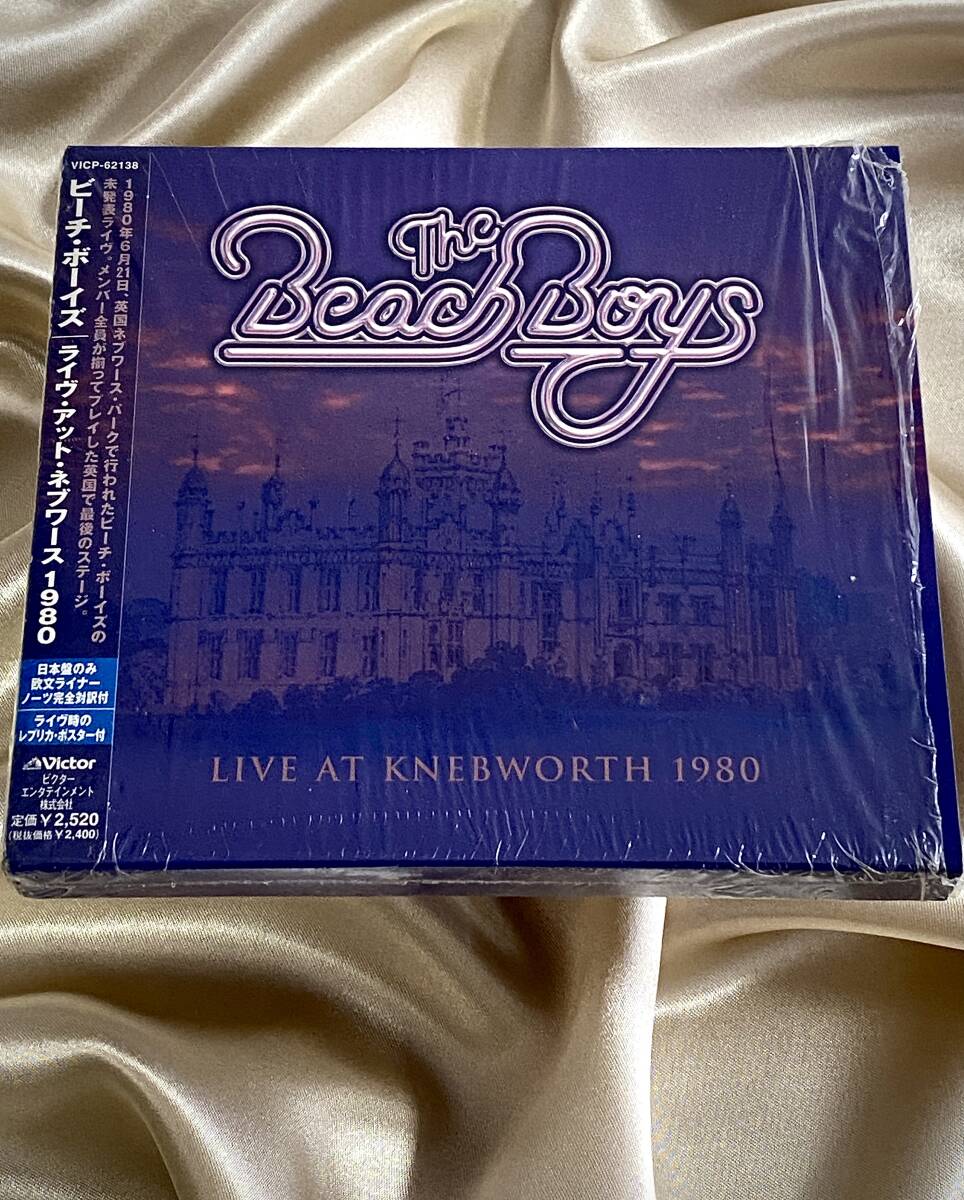 VICP-62138
1980年6月21日、英国ネブワース・パークで行われたビーチ・ボーイズの
未発表ライヴ。メンバー全員が揃ってプレイした英国で最後のステージ。
ビーチ・ボーイズ | ライヴ・アット・ネブワース 1980
日本盤のみ
欧文ライナー
ノーツ完全対訳付
ライヴ時の
レプリカ・ポスター付
Victor
ビクター
エンタテインメント
株式会社
定価¥2,520
(税抜価格¥2,400)
The
Beach Boys
LIVE AT KNEBWORTH 1980